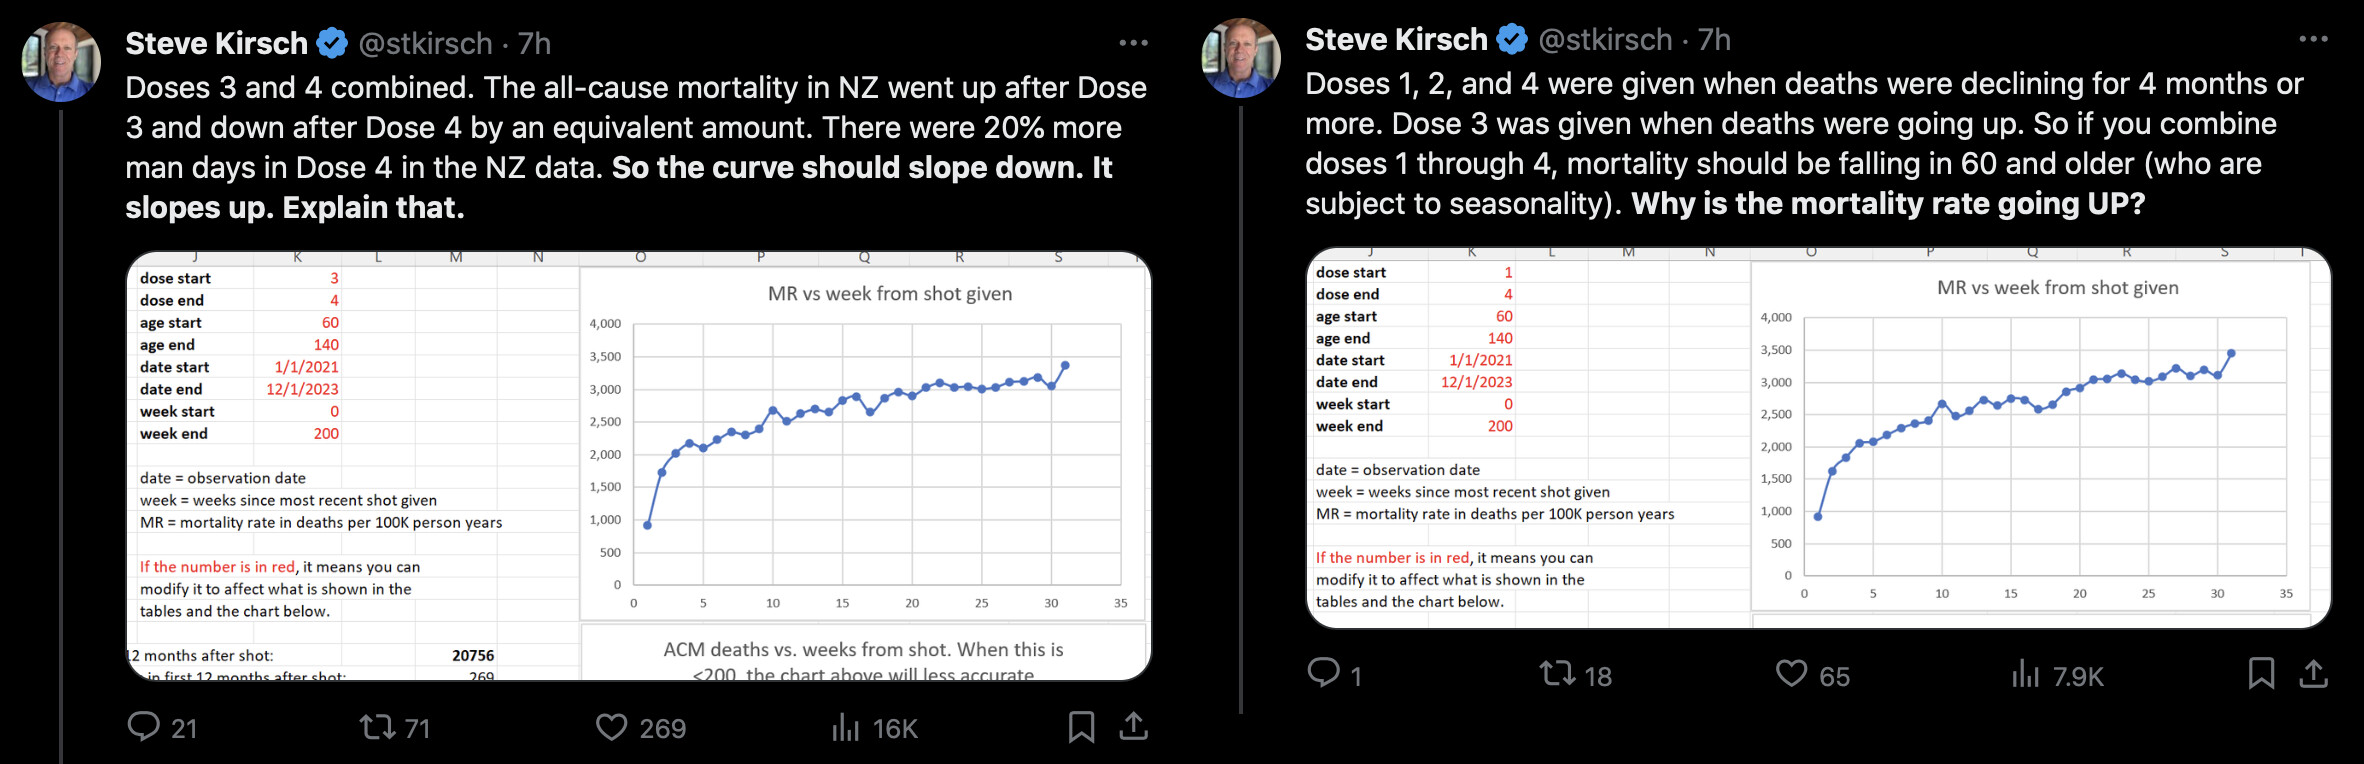 Steve Kirsch @stkirsch · 7h
Doses 3 and 4 combined. The all-cause mortality in NZ went up after Dose
3 and down after Dose 4 by an equivalent amount. There were 20% more
man days in Dose 4 in the NZ data. So the curve should slope down. It
slopes up. Explain that.
J K L M N O P Q R S
dose start 3
dose end 4
age start 60
age end 140
date start 1/1/2021
date end 12/1/2023
week start 0
week end 200
date = observation date
week = weeks since most recent shot given
MR = mortality rate in deaths per 100K person years
If the number is in red, it means you can
modify it to affect what is shown in the
tables and the chart below.
12 months after shot: 20756
in first 12 months after shot: 269
MR vs week from shot given
4,000
3,500
3,000
2,500
2,000
1,500
1,000
500
0
0 5 10 15 20 25 30 35
ACM deaths vs. weeks from shot. When this is
<200, the chart above will less accurate
21 71 269 16K
Steve Kirsch @stkirsch · 7h
Doses 1, 2, and 4 were given when deaths were declining for 4 months or
more. Dose 3 was given when deaths were going up. So if you combine
doses 1 through 4, mortality should be falling in 60 and older (who are
subject to seasonality). Why is the mortality rate going UP?
J K L M N O P Q R S T
dose start 1
dose end 4
age start 60
age end 140
date start 1/1/2021
date end 12/1/2023
week start 0
week end 200
date = observation date
week = weeks since most recent shot given
MR = mortality rate in deaths per 100K person years
If the number is in red, it means you can
modify it to affect what is shown in the
tables and the chart below.
MR vs week from shot given
4,000
3,500
3,000
2,500
2,000
1,500
1,000
500
0
0 5 10 15 20 25 30 35
1 18 65 7.9K